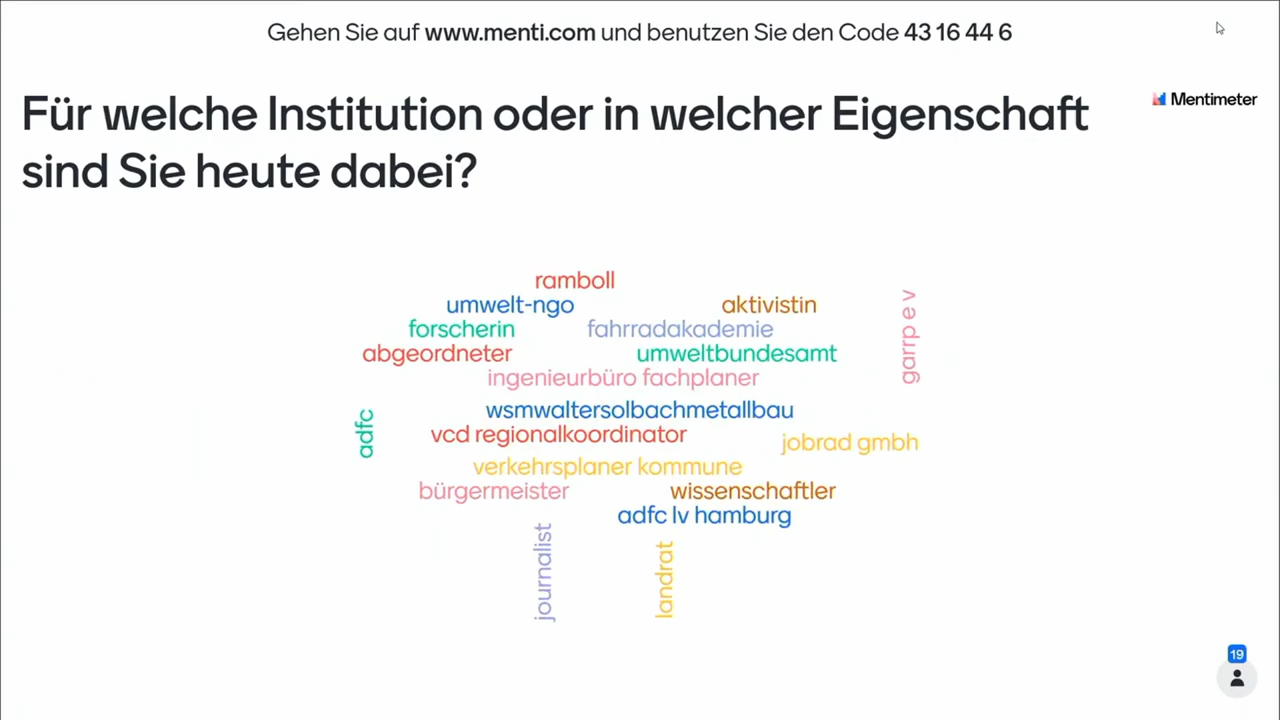 Gehen Sie auf www.menti.com und benutzen Sie den Code 43 16 44 6
Für welche Institution oder in welcher Eigenschaft
sind Sie heute dabei?
Mentimeter
ramboll
umwelt-ngo
aktivistin
garrp e v
forscherin
fahrradakademie
abgeordneter
umweltbundesamt
ingenieurbüro fachplaner
adfc
wsmwaltersolbachmetallbau
vcd regionalkoordinator
jobrad gmbh
verkehrsplaner kommune
bürgermeister
wissenschaftler
adfc lv hamburg
journalist
landrat
19